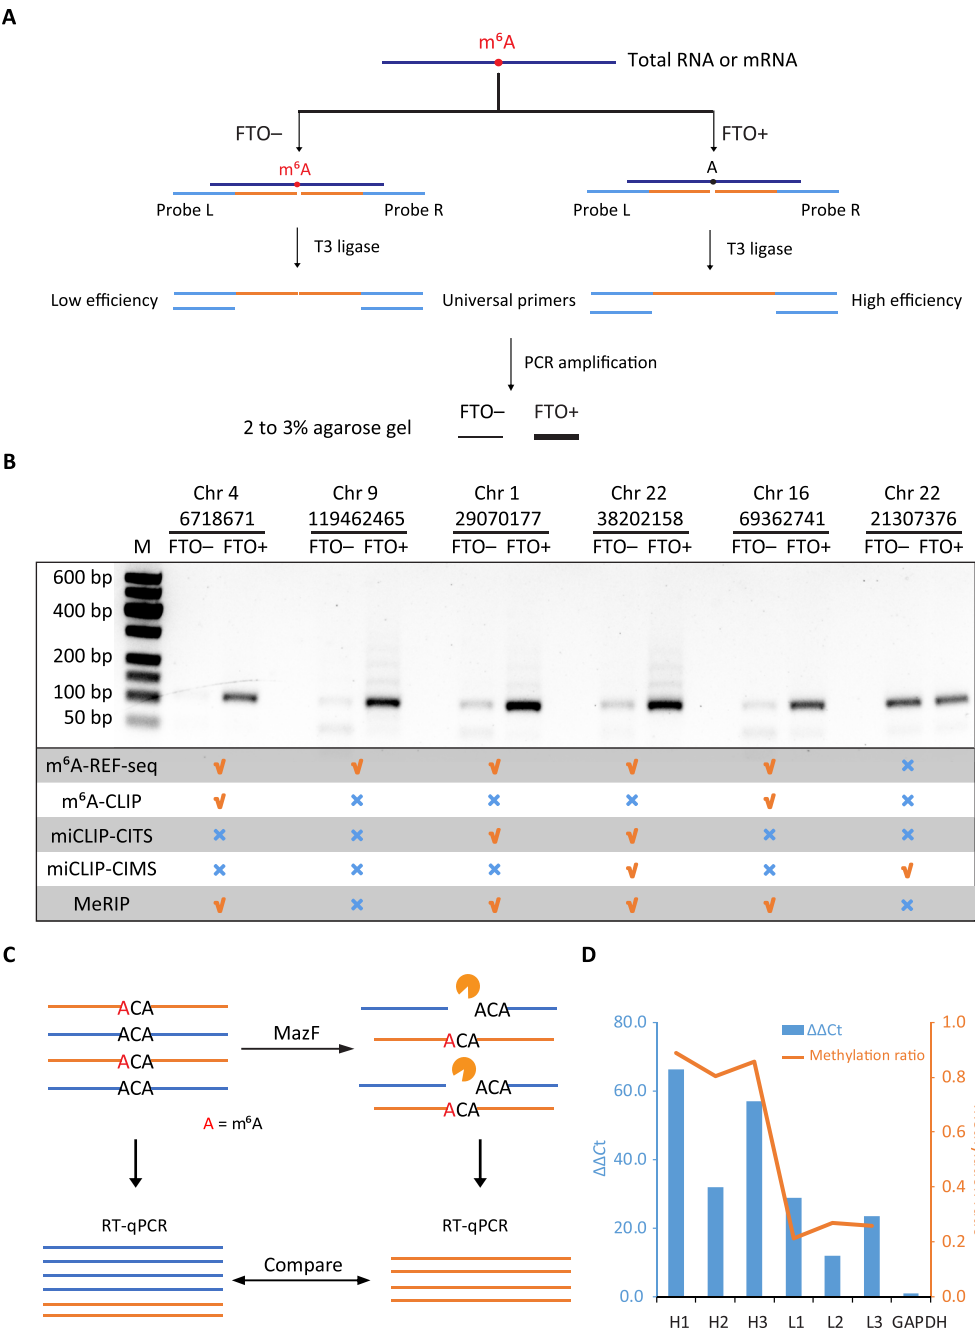 A
m⁶A
Total RNA or mRNA
FTO– FTO+
m⁶A A
Probe L Probe R Probe L Probe R
T3 ligase T3 ligase
Low efficiency Universal primers High efficiency
PCR amplification
2 to 3% agarose gel FTO– FTO+
B
Chr 4 Chr 9 Chr 1 Chr 22 Chr 16 Chr 22
6718671 119462465 29070177 38202158 69362741 21307376
M FTO– FTO+ FTO– FTO+ FTO– FTO+ FTO– FTO+ FTO– FTO+ FTO– FTO+
600 bp
400 bp
200 bp
100 bp
50 bp
m⁶A-REF-seq √ √ √ √ √ ×
m⁶A-CLIP √ × × × √ ×
miCLIP-CITS × × √ √ × ×
miCLIP-CIMS × × × √ × √
MeRIP √ × √ √ √ ×
C
ACA
ACA
ACA
ACA
MazF
ACA
ACA
ACA
ACA
A = m⁶A
RT-qPCR RT-qPCR
Compare
D
80.0
60.0
40.0
20.0
0.0
ΔΔCt
ΔΔCt
Methylation ratio
1.0
0.8
0.6
0.4
0.2
0.0
H1 H2 H3 L1 L2 L3 GAPDH